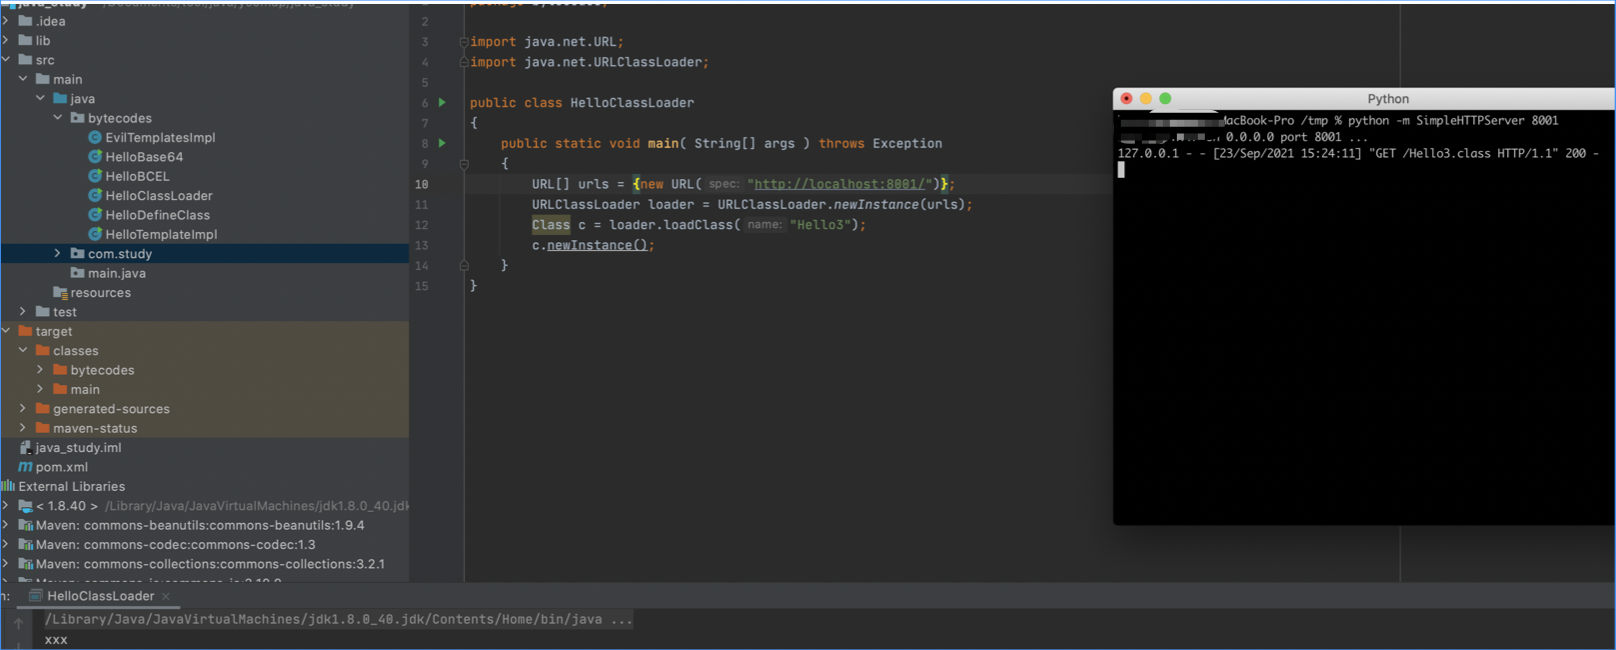 java_study ~/Documents/tool/java/ysomap/java_study
.idea
lib
src
main
java
bytecodes
EvilTemplatesImpl
HelloBase64
HelloBCEL
HelloClassLoader
HelloDefineClass
HelloTemplateImpl
com.study
main.java
resources
test
target
classes
bytecodes
main
generated-sources
maven-status
java_study.iml
pom.xml
External Libraries
< 1.8.40 > /Library/Java/JavaVirtualMachines/jdk1.8.0_40.jdk
Maven: commons-beanutils:commons-beanutils:1.9.4
Maven: commons-codec:commons-codec:1.3
Maven: commons-collections:commons-collections:3.2.1
2
3 import java.net.URL;
4 import java.net.URLClassLoader;
5
6 public class HelloClassLoader
7 {
8 public static void main( String[] args ) throws Exception
9 {
10 URL[] urls = {new URL( spec: "http://localhost:8001/")};
11 URLClassLoader loader = URLClassLoader.newInstance(urls);
12 Class c = loader.loadClass( name: "Hello3");
13 c.newInstance();
14 }
15 }
Python
MacBook-Pro /tmp % python -m SimpleHTTPServer 8001
0.0.0.0 port 8001 ...
127.0.0.1 - - [23/Sep/2021 15:24:11] "GET /Hello3.class HTTP/1.1" 200 -
HelloClassLoader
/Library/Java/JavaVirtualMachines/jdk1.8.0_40.jdk/Contents/Home/bin/java ...
xxx